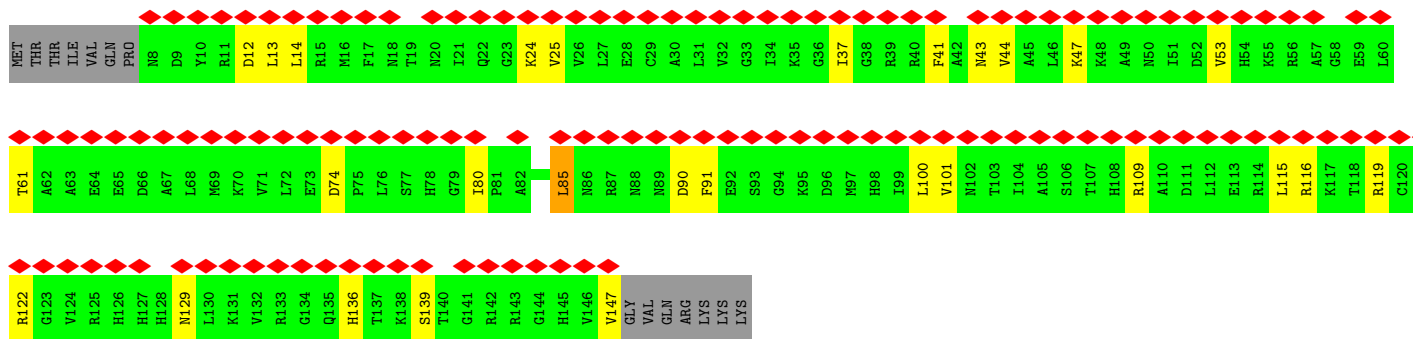 MET THR THR ILE VAL GLN PRO N8 D9 Y10 R11 D12 L13 L14 R15 M16 F17 N18 T19 N20 I21 Q22 G23 K24 V25 V26 L27 E28 C29 A30 L31 V32 G33 I34 K35 G36 I37 G38 R39 R40 F41 A42 N43 V44 A45 L46 K47 K48 A49 N50 I51 D52 V53 H54 K55 R56 A57 G58 E59 L60
T61 A62 A63 E64 E65 D66 A67 L68 M69 K70 V71 L72 E73 D74 P75 L76 S77 H78 G79 I80 P81 A82 L85 N86 R87 N88 N89 D90 F91 E92 S93 G94 K95 D96 M97 H98 I99 L100 V101 N102 T103 I104 A105 S106 T107 H108 R109 A110 D111 L112 E113 R114 L115 R116 K117 T118 R119 C120
R122 G123 V124 R125 H126 H127 H128 N129 L130 K131 V132 R133 G134 Q135 H136 T137 K138 S139 T140 G141 R142 R143 G144 H145 V146 V147 GLY VAL GLN ARG LYS LYS LYS